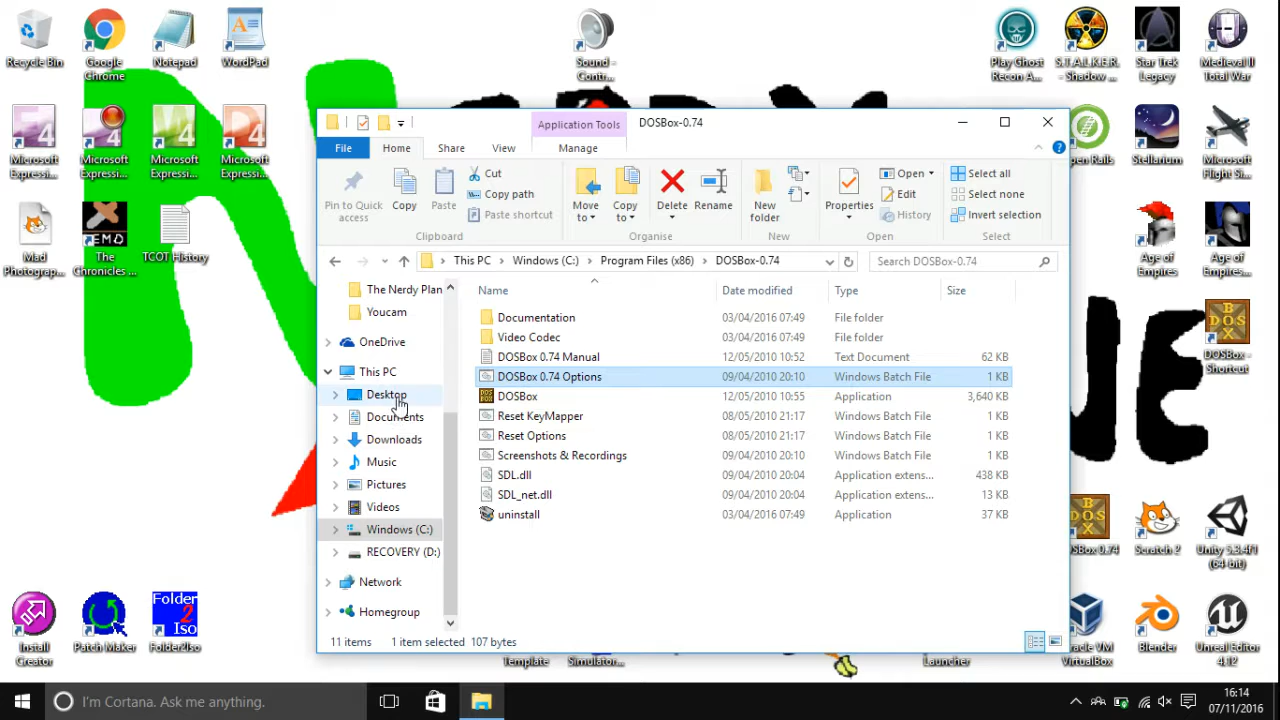 Recycle Bin
Google
Chrome
Notepad
WordPad
Sound -
Contr...
Play Ghost
Recon A...
S.T.A.L.K.E.R.
- Shadow ...
Star Trek
Legacy
Medieval II
Total War
Microsoft
Expressi...
Microsoft
Expressi...
Microsoft
Expressi...
Microsoft
Expressi...
Open Rails
Stellarium
Microsoft
Flight Si...
Mad
Photograp...
EMD
The
Chronicles ...
TCOT History
Age of
Empires
Age of
Empires...
DOSBox -
Shortcut
Application Tools
DOSBox-0.74
File
Home
Share
View
Manage
Pin to Quick
access
Copy
Paste
Cut
Copy path
Paste shortcut
Clipboard
Move
to
Copy
to
Delete
Rename
Organise
New
folder
New
Properties
Open
Edit
History
Open
Select all
Select none
Invert selection
Select
This PC > Windows (C:) > Program Files (x86) > DOSBox-0.74
Search DOSBox-0.74
The Nerdy Plan
Youcam
OneDrive
This PC
Desktop
Documents
Downloads
Music
Pictures
Videos
Windows (C:)
RECOVERY (D:)
Network
Homegroup
Name Date modified Type Size
Documentation 03/04/2016 07:49 File folder
Video Codec 03/04/2016 07:49 File folder
DOSBox 0.74 Manual 12/05/2010 10:52 Text Document 62 KB
DOSBox 0.74 Options 09/04/2010 20:10 Windows Batch File 1 KB
DOSBox 12/05/2010 10:55 Application 3,640 KB
Reset KeyMapper 08/05/2010 21:17 Windows Batch File 1 KB
Reset Options 08/05/2010 21:17 Windows Batch File 1 KB
Screenshots & Recordings 09/04/2010 20:10 Windows Batch File 1 KB
SDL.dll 09/04/2010 20:04 Application extens... 438 KB
SDL_net.dll 09/04/2010 20:04 Application extens... 13 KB
uninstall 03/04/2016 07:49 Application 37 KB
11 items 1 item selected 107 bytes
DOSBox 0.74
Scratch 2
Unity 5.3.4f1
(64-bit)
Install
Creator
Patch Maker
Folder
2
Iso
Folder2Iso
Template
Simulator...
Launcher
Oracle VM
VirtualBox
Blender
Unreal Editor
4.12
I'm Cortana. Ask me anything.
16:14
07/11/2016